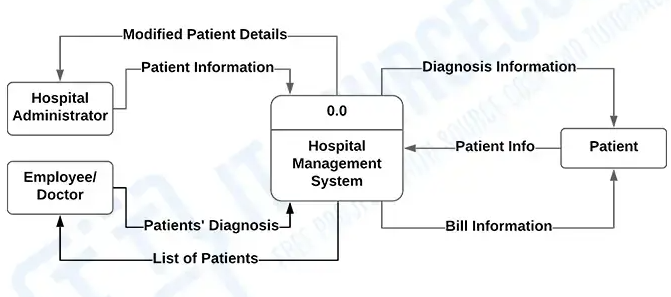 Modified Patient Details
Patient Information
Diagnosis Information
Hospital
Administrator
0.0
Hospital
Management
System
Patient Info
Patient
Employee/
Doctor
Patients' Diagnosis
Bill Information
List of Patients